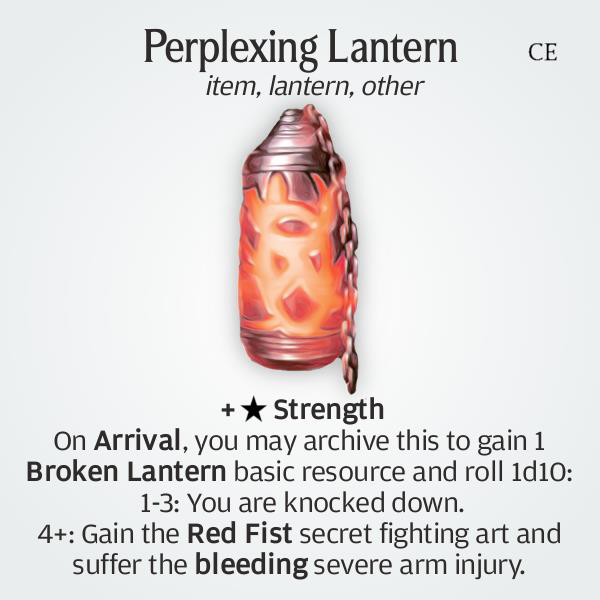 Perplexing Lantern CE
item, lantern, other
+ ★ Strength
On Arrival, you may archive this to gain 1
Broken Lantern basic resource and roll 1d10:
1-3: You are knocked down.
4+: Gain the Red Fist secret fighting art and
suffer the bleeding severe arm injury.